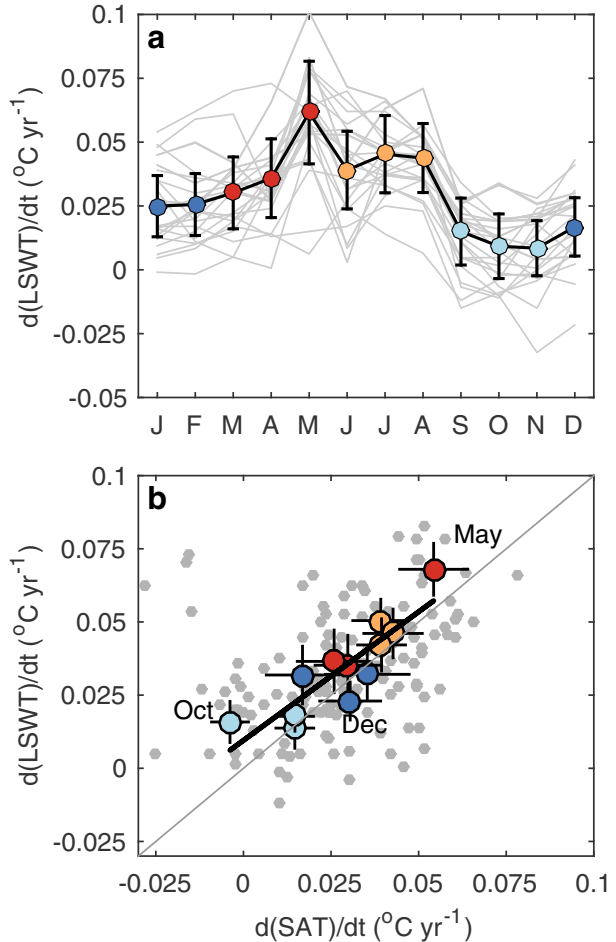 a
0.1
0.075
0.05
0.025
0
-0.025
-0.05
d(LSWT)/dt (°C yr⁻¹)
J F M A M J J A S O N D
b
0.1
0.075
0.05
0.025
0
-0.025
d(LSWT)/dt (°C yr⁻¹)
May
Oct
Dec
-0.025 0 0.025 0.05 0.075 0.1
d(SAT)/dt (°C yr⁻¹)